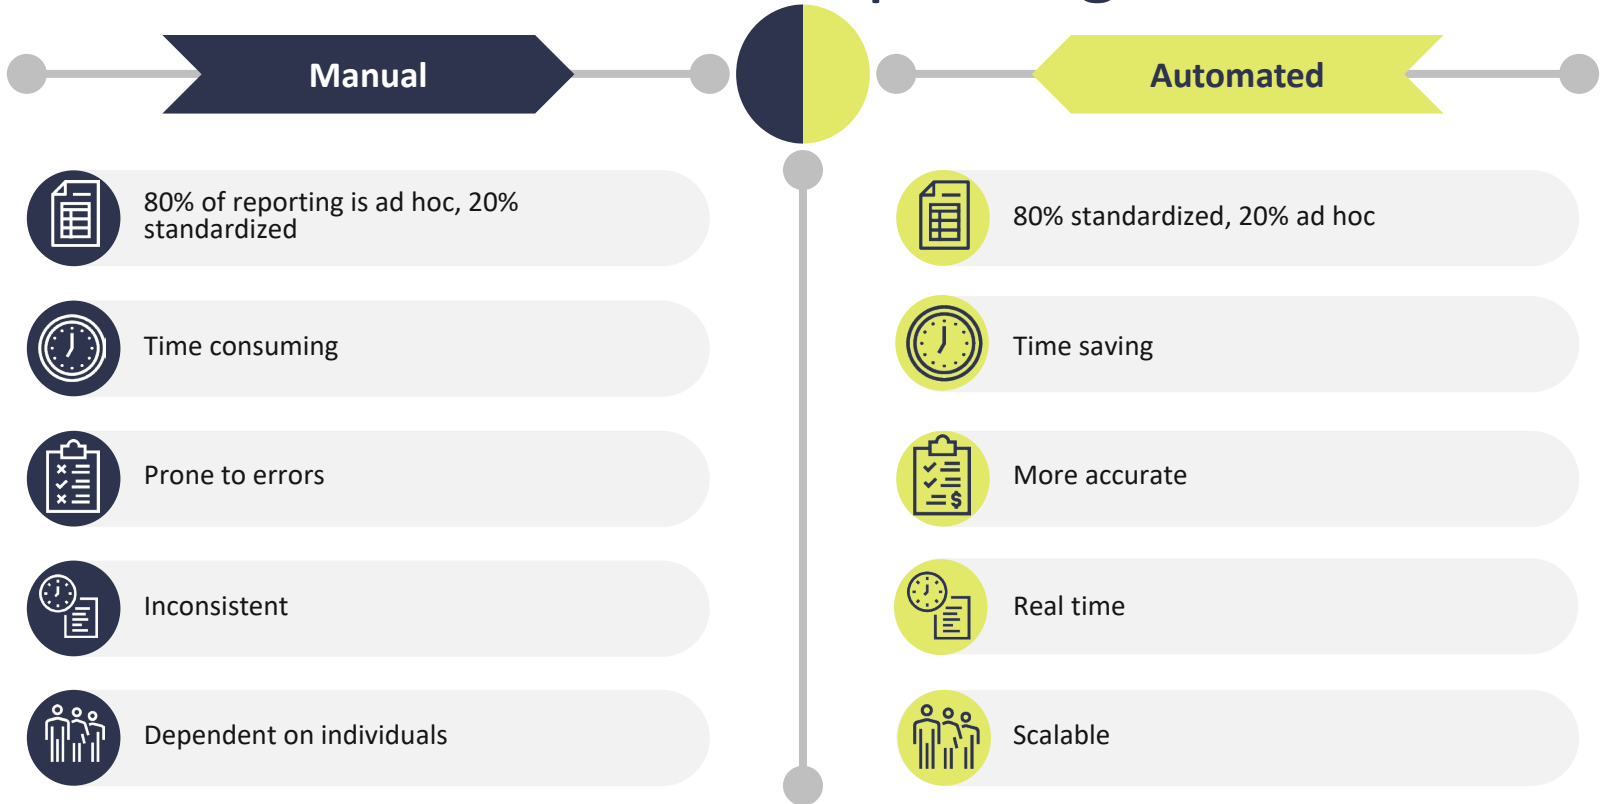 Manual
Automated
80% of reporting is ad hoc, 20%
standardized
80% standardized, 20% ad hoc
Time consuming
Time saving
Prone to errors
More accurate
Inconsistent
Real time
Dependent on individuals
Scalable